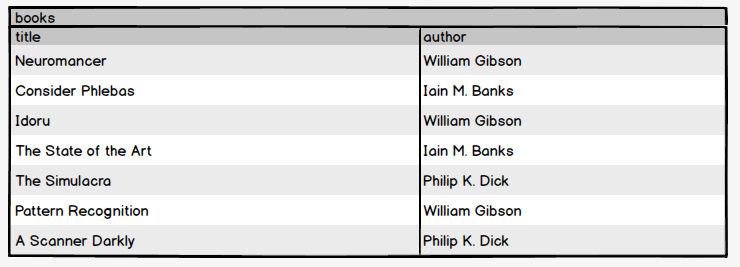 books
title author
Neuromancer William Gibson
Consider Phlebas Iain M. Banks
Idoru William Gibson
The State of the Art Iain M. Banks
The Simulacra Philip K. Dick
Pattern Recognition William Gibson
A Scanner Darkly Philip K. Dick